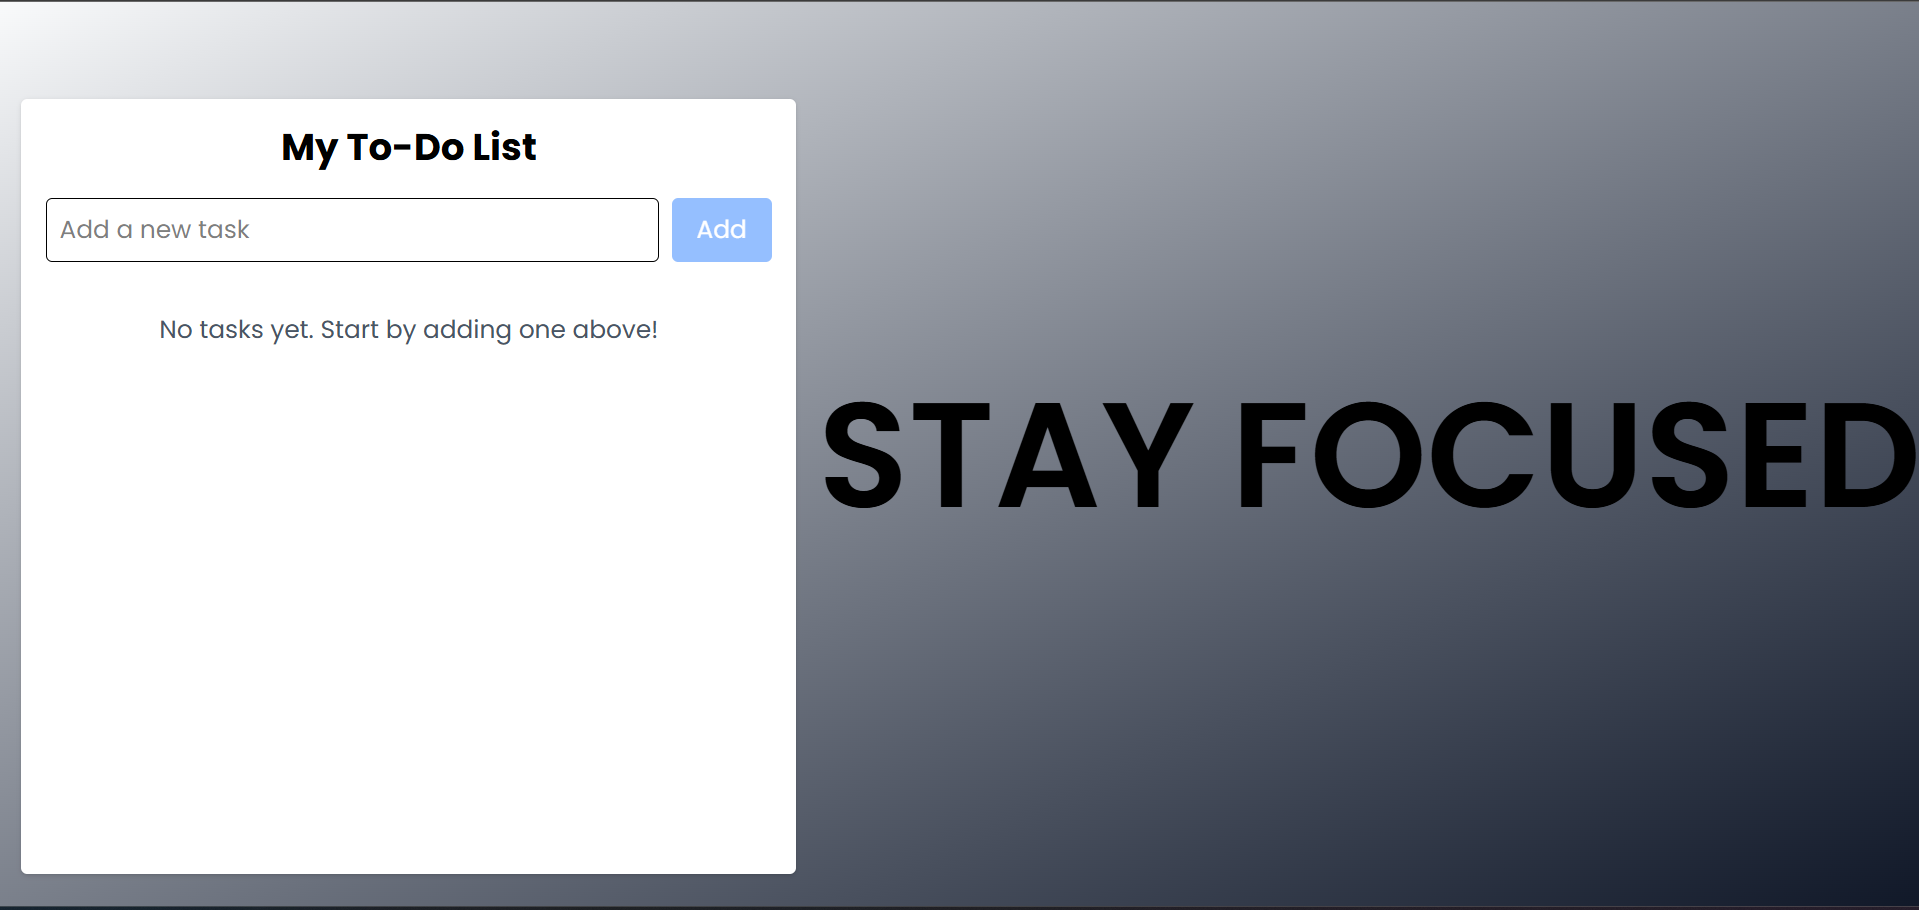 My To-Do List
Add a new task
Add
No tasks yet. Start by adding one above!
STAY FOCUSED